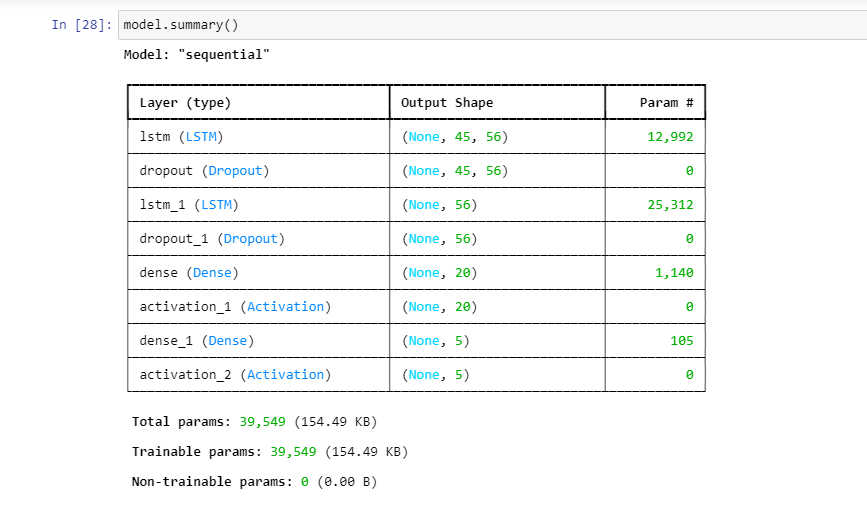 In [28]: model.summary()
Model: "sequential"
Layer (type) Output Shape Param #
lstm (LSTM) (None, 45, 56) 12,992
dropout (Dropout) (None, 45, 56) 0
lstm_1 (LSTM) (None, 56) 25,312
dropout_1 (Dropout) (None, 56) 0
dense (Dense) (None, 20) 1,140
activation_1 (Activation) (None, 20) 0
dense_1 (Dense) (None, 5) 105
activation_2 (Activation) (None, 5) 0
Total params: 39,549 (154.49 KB)
Trainable params: 39,549 (154.49 KB)
Non-trainable params: 0 (0.00 B)